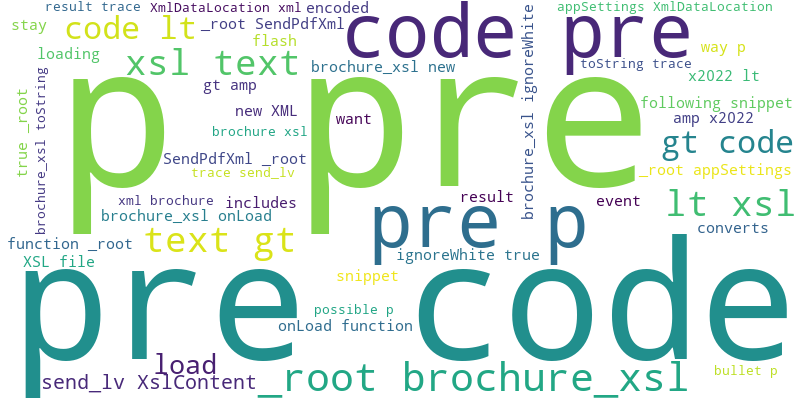 result trace
XmlDataLocation xml
encoded
appSettings XmlDataLocation
stay
code lt
_root SendPdfXml
code pre
flash
way p
loading
xsl text
brochure_xsl new
toString trace
x2022 lt
gt amp
p pre
brochure_xsl toString
true _root
brochure_xsl ignoreWhite
following snippet
new XML
want
amp x2022
brochure xsl
gt code
SendPdfXml _root
trace send_lv
_root appSettings
xml brochure
includes
result
event
lt xsl
brochure_xsl onLoad
pre p
converts
function _root
text gt
ignoreWhite true
XSL file
snippet
pre code
possible p
onLoad function
load
send_lv XslContent
_root brochure_xsl
bullet p